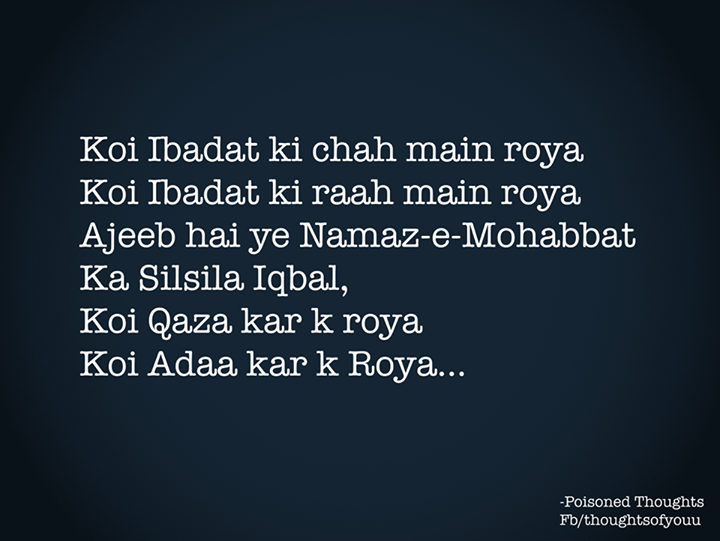 Koi Ibadat ki chah main roya
Koi Ibadat ki raah main roya
Ajeeb hai ye Namaz-e-Mohabbat
Ka Silsila Iqbal,
Koi Qaza kar k roya
Koi Adaa kar k Roya...
-Poisoned Thoughts
Fb/thoughtsofyouu